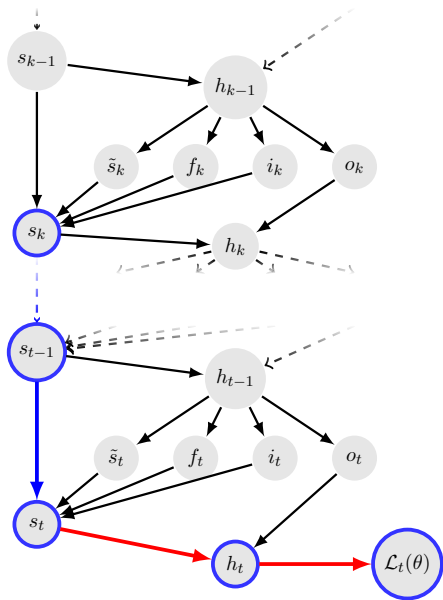 s_{k−1}
h_{k−1}
s̃_k f_k i_k o_k
s_k
h_k
s_{t−1}
h_{t−1}
s̃_t f_t i_t o_t
s_t
h_t ℒ_t(θ)